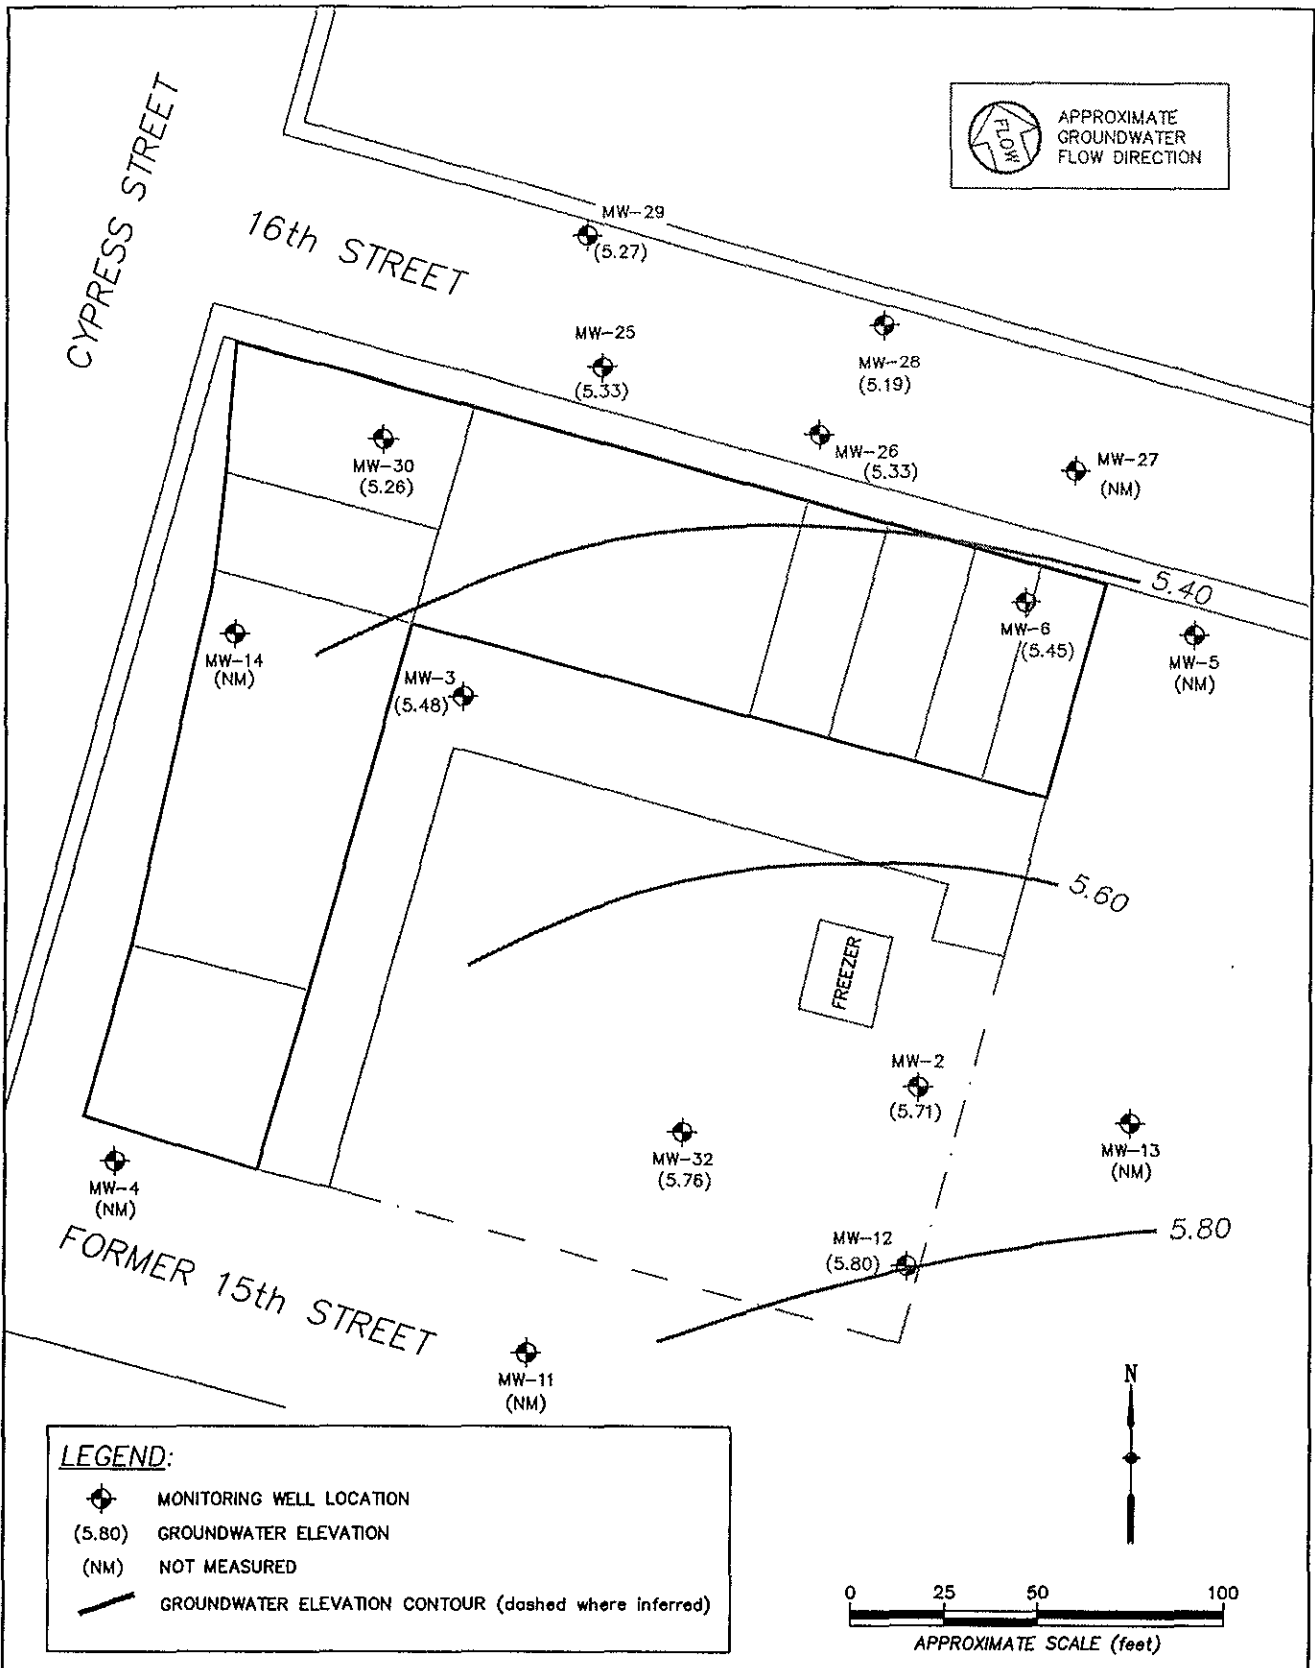 CYPRESS STREET
16th STREET
FLOW
APPROXIMATE
GROUNDWATER
FLOW DIRECTION
MW-29
(5.27)
MW-25
(5.33)
MW-28
(5.19)
MW-26
(5.33)
MW-27
(NM)
MW-30
(5.26)
5.40
MW-6
(5.45)
MW-5
(NM)
MW-14
(NM)
MW-3
(5.48)
5.60
FREEZER
MW-2
(5.71)
MW-32
(5.76)
MW-13
(NM)
MW-4
(NM)
MW-12
(5.80)
5.80
FORMER 15th STREET
MW-11
(NM)
N
LEGEND:
MONITORING WELL LOCATION
(5.80) GROUNDWATER ELEVATION
(NM) NOT MEASURED
GROUNDWATER ELEVATION CONTOUR (dashed where inferred)
0 25 50 100
APPROXIMATE SCALE (feet)